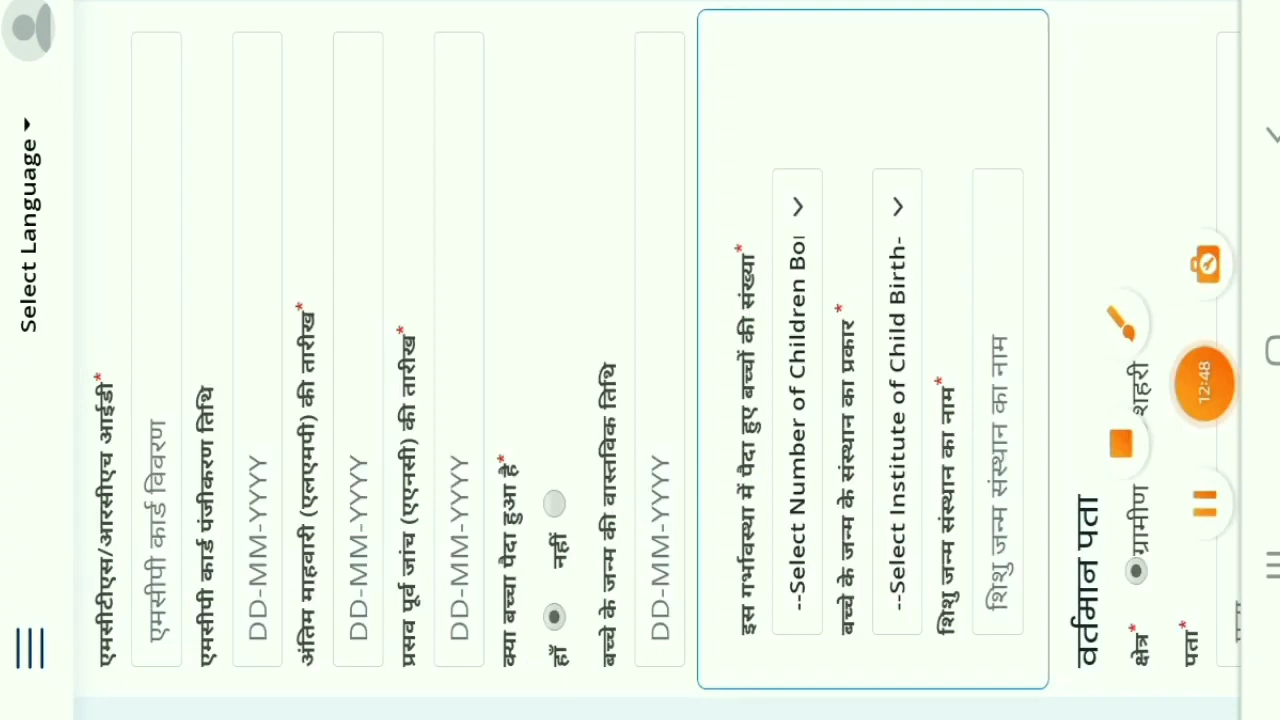 Select Language
एमसीटीएस/आरसीएच आईडी*
एमसीपी कार्ड विवरण
एमसीपी कार्ड पंजीकरण तिथि
DD-MM-YYYY
अंतिम माहवारी (एलएमपी) की तारीख*
DD-MM-YYYY
प्रसव पूर्व जांच (एएनसी) की तारीख*
DD-MM-YYYY
क्या बच्चा पैदा हुआ है*
हाँ नहीं
बच्चे के जन्म की वास्तविक तिथि
DD-MM-YYYY
इस गर्भावस्था में पैदा हुए बच्चों की संख्या*
--Select Number of Children Bo
बच्चे के जन्म के संस्थान का प्रकार*
--Select Institute of Child Birth-
शिशु जन्म संस्थान का नाम*
शिशु जन्म संस्थान का नाम
वर्तमान पता
क्षेत्र* ग्रामीण शहरी
पता*
12:48